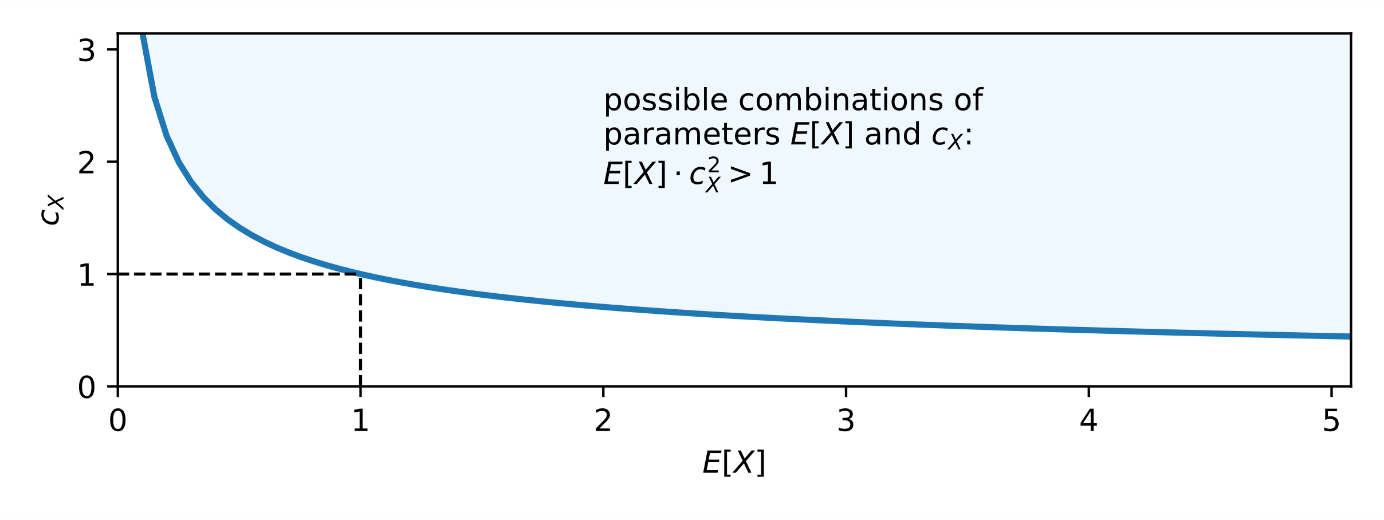 3
2
1
0
c_X
possible combinations of
parameters E[X] and c_X:
E[X] · c_X^2 > 1
0 1 2 3 4 5
E[X]